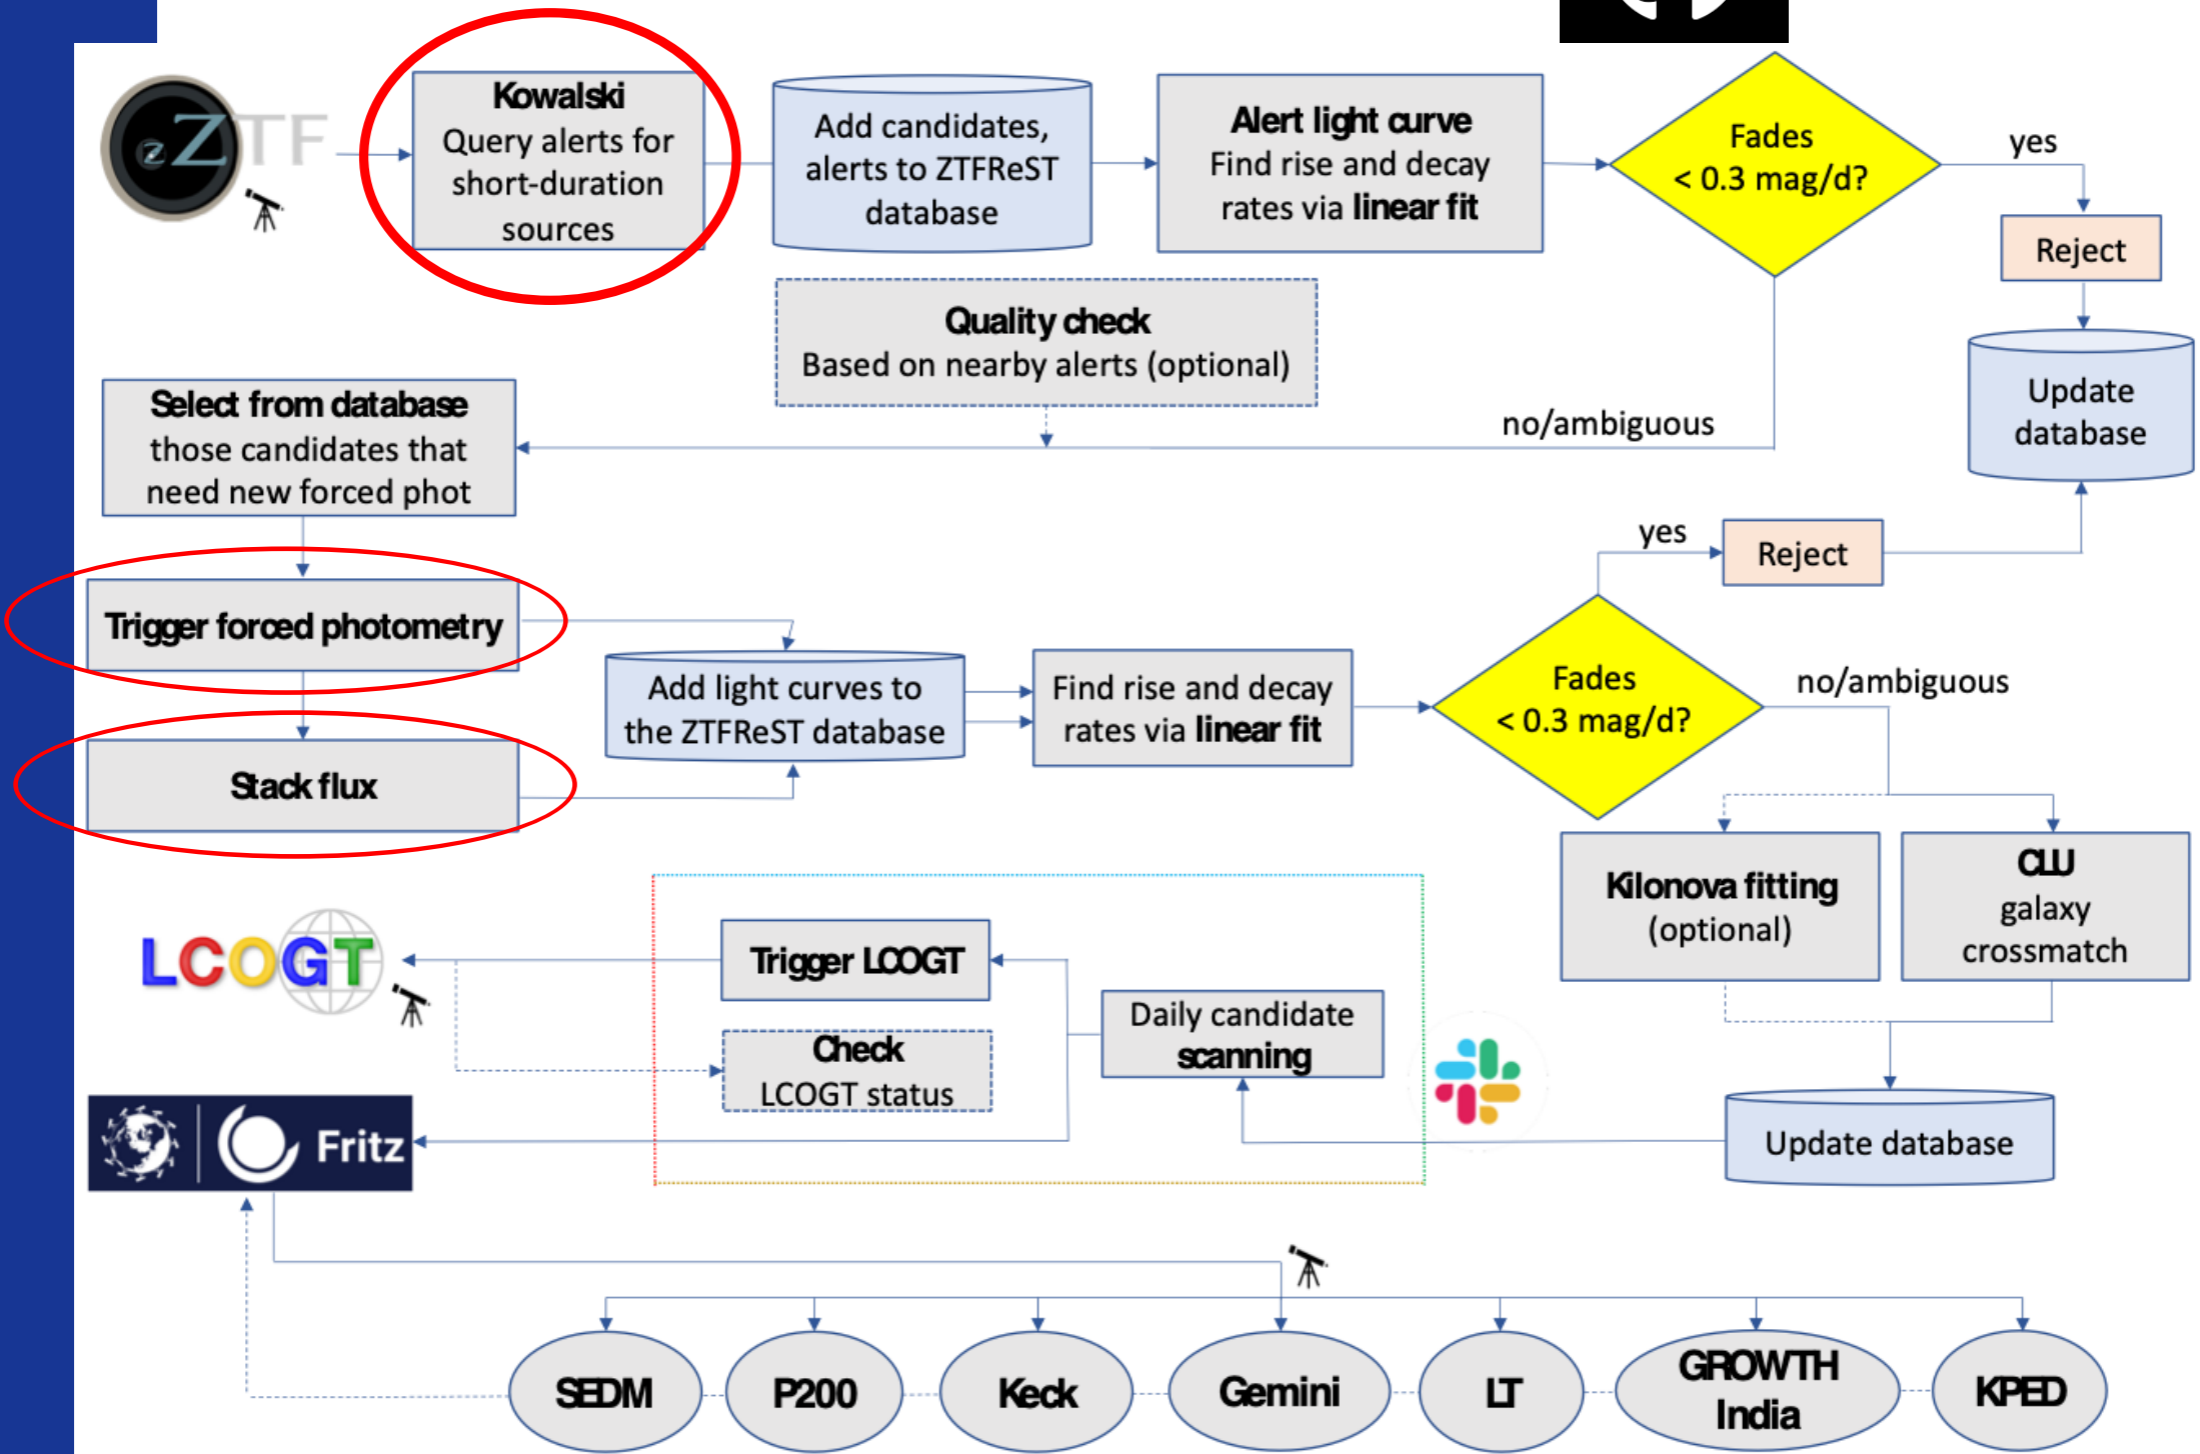 zZTF
Kowalski
Query alerts for
short-duration
sources
Add candidates,
alerts to ZTFReST
database
Alert light curve
Find rise and decay
rates via linear fit
Fades
< 0.3 mag/d?
yes
Reject
Update
database
Quality check
Based on nearby alerts (optional)
no/ambiguous
Select from database
those candidates that
need new forced phot
Trigger forced photometry
Stack flux
Add light curves to
the ZTFReST database
Find rise and decay
rates via linear fit
Fades
< 0.3 mag/d?
yes
Reject
no/ambiguous
Kilonova fitting
(optional)
CLU
galaxy
crossmatch
Update database
Daily candidate
scanning
Trigger LCOGT
Check
LCOGT status
LCOGT
Fritz
SEDM
P200
Keck
Gemini
LT
GROWTH
India
KPED